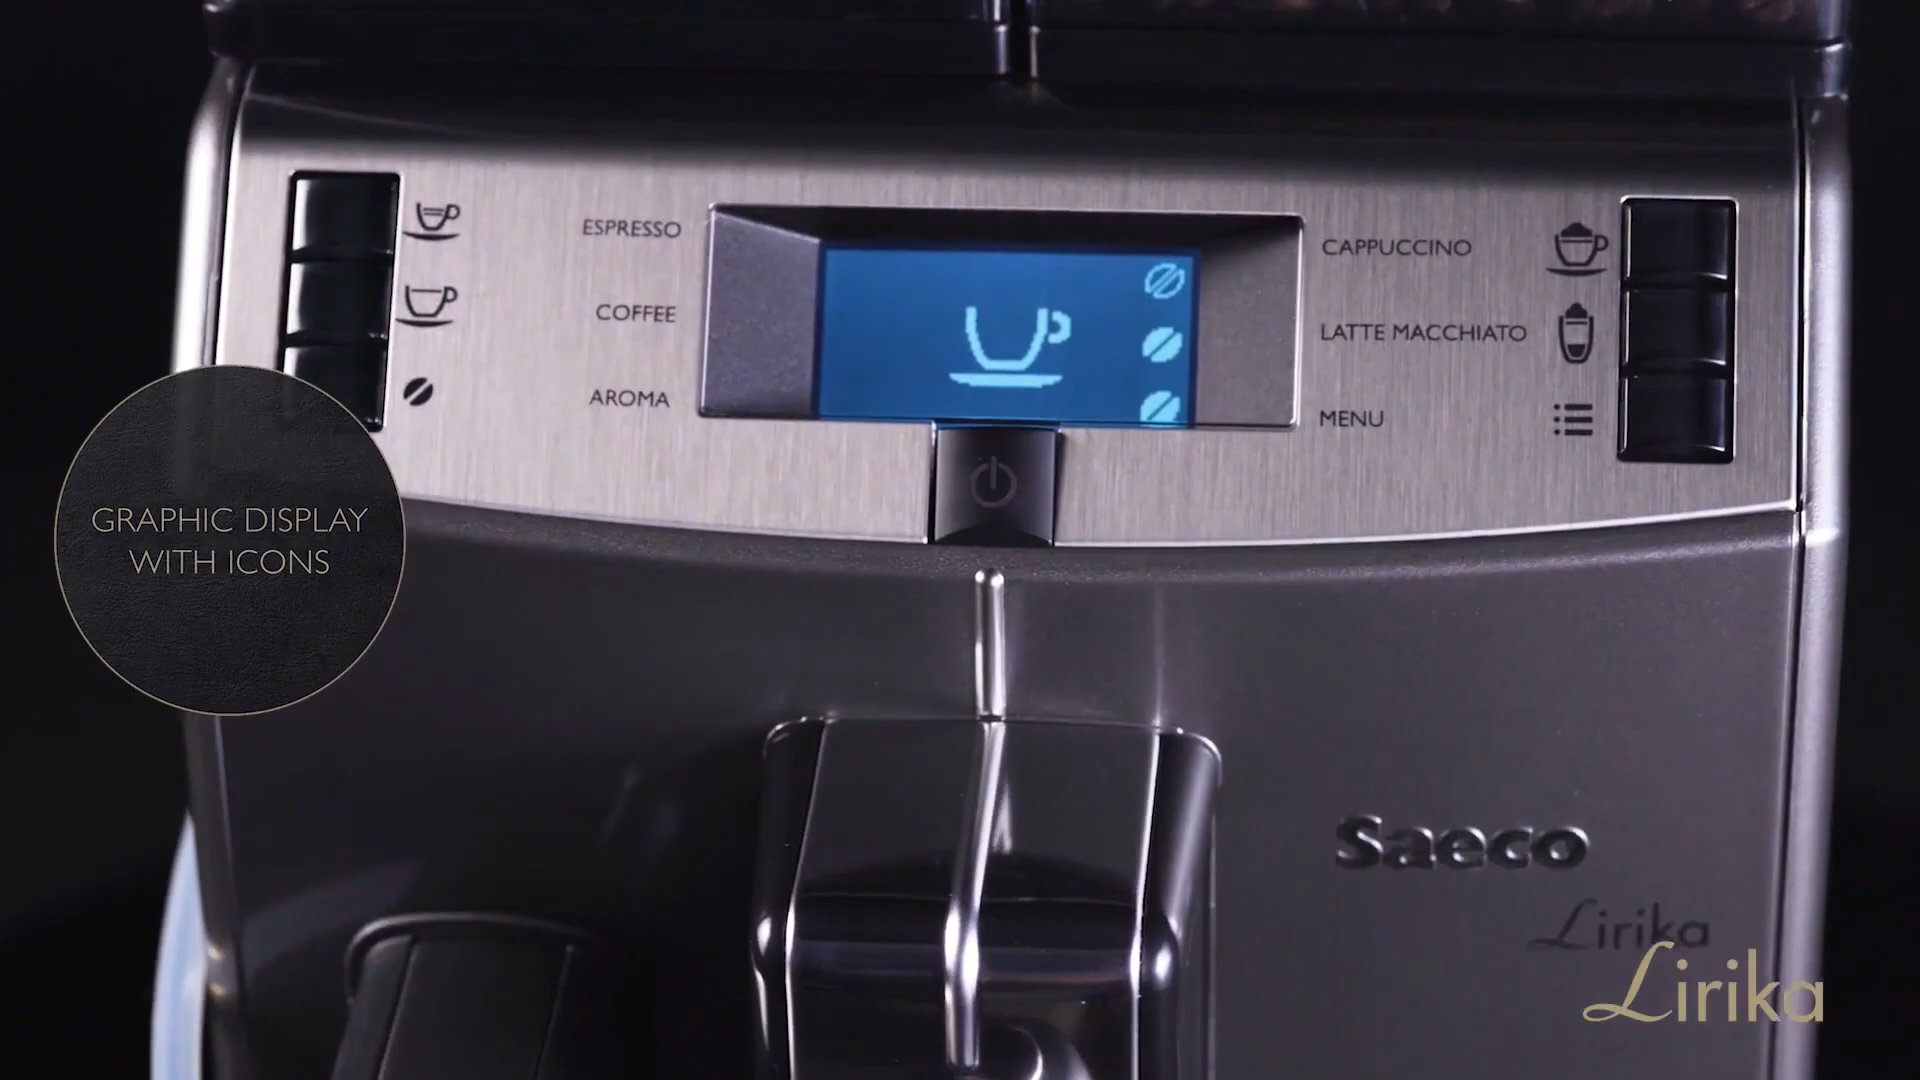 ESPRESSO
COFFEE
AROMA
CAPPUCCINO
LATTE MACCHIATO
MENU
GRAPHIC DISPLAY
WITH ICONS
Saeco
Lirika
Lirika